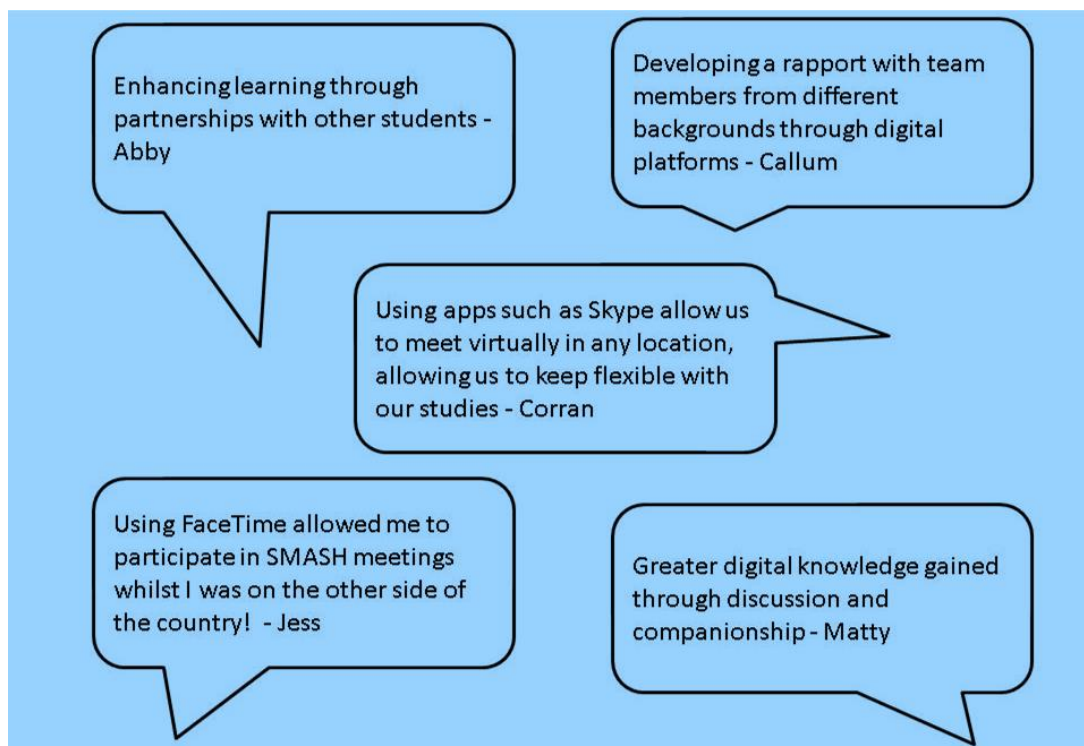 Enhancing learning through
partnerships with other students -
Abby
Developing a rapport with team
members from different
backgrounds through digital
platforms - Callum
Using apps such as Skype allow us
to meet virtually in any location,
allowing us to keep flexible with
our studies - Corran
Using FaceTime allowed me to
participate in SMASH meetings
whilst I was on the other side of
the country!  - Jess
Greater digital knowledge gained
through discussion and
companionship - Matty